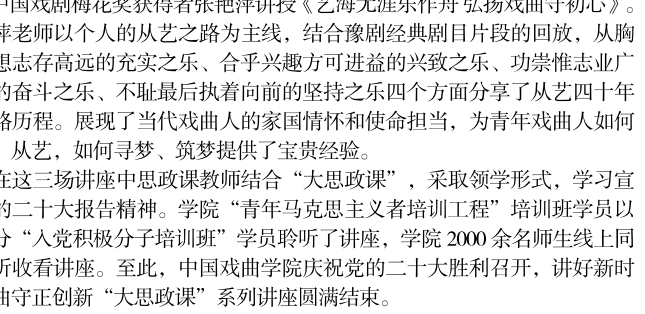 中国戏剧梅花奖获得者张艳萍讲授《艺海无涯乐作舟 弘扬戏曲守初心》。
萍老师以个人的从艺之路为主线，结合豫剧经典剧目片段的回放，从胸
想志存高远的充实之乐、合乎兴趣方可进益的兴致之乐、功崇惟志业广
的奋斗之乐、不耻最后执着向前的坚持之乐四个方面分享了从艺四十年
路历程。展现了当代戏曲人的家国情怀和使命担当，为青年戏曲人如何
、从艺，如何寻梦、筑梦提供了宝贵经验。
在这三场讲座中思政课教师结合“大思政课”，采取领学形式，学习宣
的二十大报告精神。学院“青年马克思主义者培训工程”培训班学员以
分“入党积极分子培训班”学员聆听了讲座，学院 2000 余名师生线上同
听收看讲座。至此，中国戏曲学院庆祝党的二十大胜利召开，讲好新时
曲守正创新“大思政课”系列讲座圆满结束。